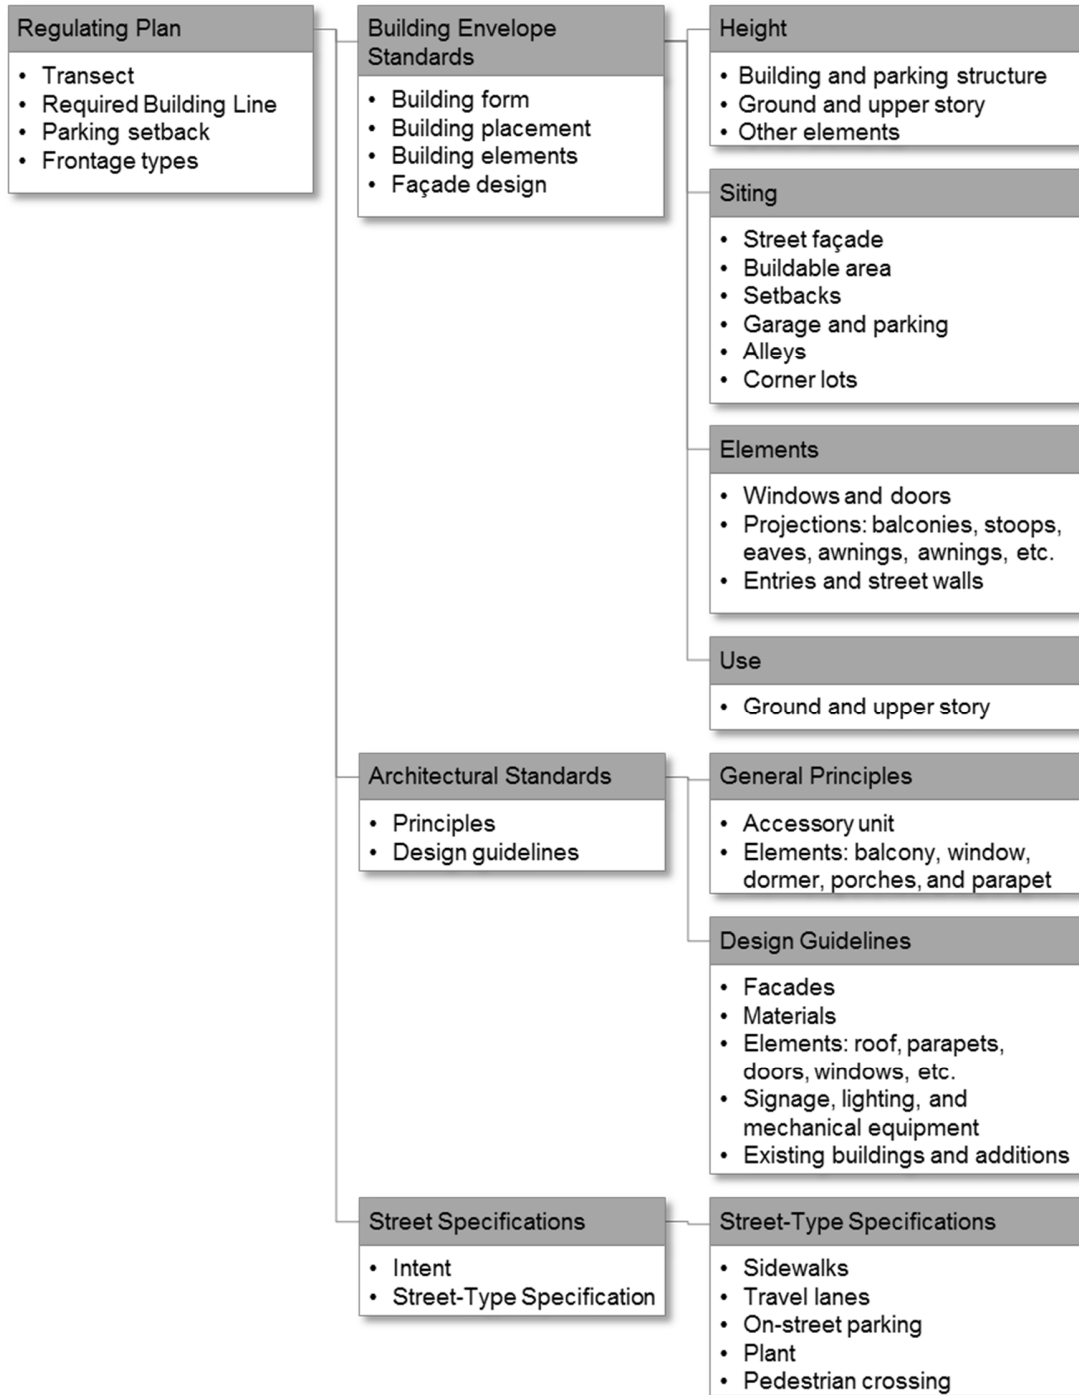 Regulating Plan
• Transect
• Required Building Line
• Parking setback
• Frontage types
Building Envelope
Standards
• Building form
• Building placement
• Building elements
• Façade design
Height
• Building and parking structure
• Ground and upper story
• Other elements
Siting
• Street façade
• Buildable area
• Setbacks
• Garage and parking
• Alleys
• Corner lots
Elements
• Windows and doors
• Projections: balconies, stoops,
eaves, awnings, awnings, etc.
• Entries and street walls
Use
• Ground and upper story
Architectural Standards
• Principles
• Design guidelines
General Principles
• Accessory unit
• Elements: balcony, window,
dormer, porches, and parapet
Design Guidelines
• Facades
• Materials
• Elements: roof, parapets,
doors, windows, etc.
• Signage, lighting, and
mechanical equipment
• Existing buildings and additions
Street Specifications
• Intent
• Street-Type Specification
Street-Type Specifications
• Sidewalks
• Travel lanes
• On-street parking
• Plant
• Pedestrian crossing